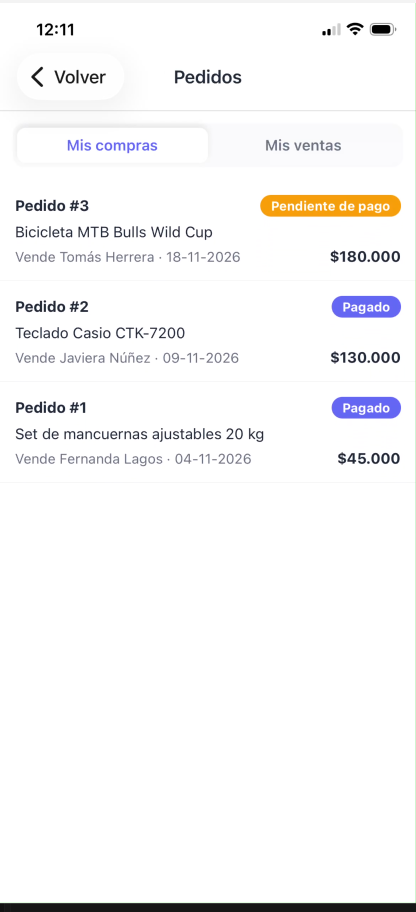 12:11
Volver
Pedidos
Mis compras
Mis ventas
Pedido #3
Pendiente de pago
Bicicleta MTB Bulls Wild Cup
Vende Tomás Herrera · 18-11-2026
$180.000
Pedido #2
Pagado
Teclado Casio CTK-7200
Vende Javiera Núñez · 09-11-2026
$130.000
Pedido #1
Pagado
Set de mancuernas ajustables 20 kg
Vende Fernanda Lagos · 04-11-2026
$45.000